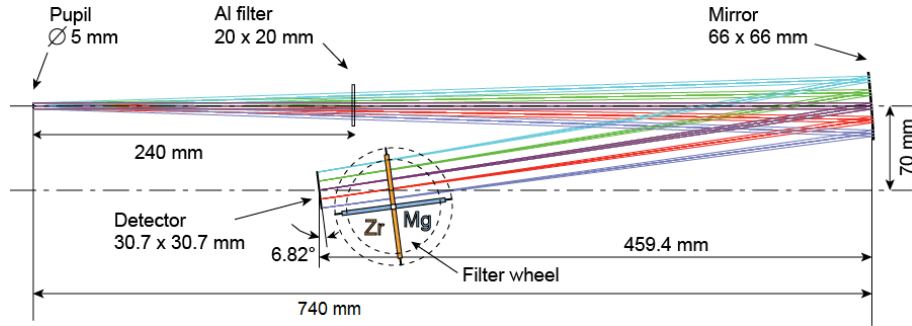 Pupil
∅ 5 mm
Al filter
20 x 20 mm
Mirror
66 x 66 mm
240 mm
70 mm
Detector
30.7 x 30.7 mm
Zr
Mg
6.82°
459.4 mm
Filter wheel
740 mm